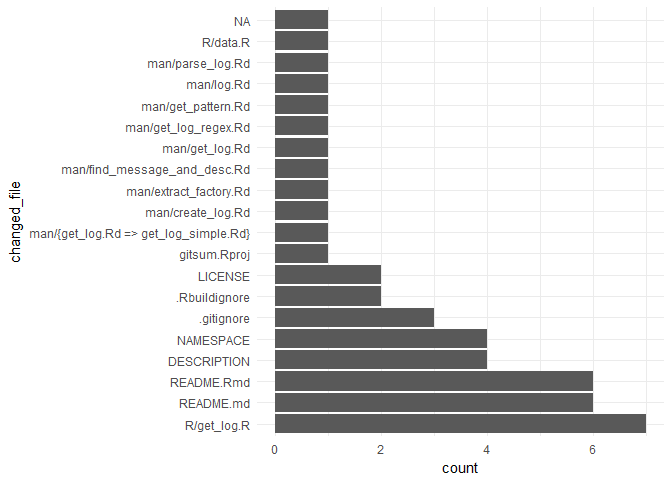 NA
R/data.R
man/parse_log.Rd
man/log.Rd
man/get_pattern.Rd
man/get_log_regex.Rd
man/get_log.Rd
man/find_message_and_desc.Rd
man/extract_factory.Rd
man/create_log.Rd
man/{get_log.Rd => get_log_simple.Rd}
gitsum.Rproj
LICENSE
.Rbuildignore
.gitignore
NAMESPACE
DESCRIPTION
README.Rmd
README.md
R/get_log.R
changed_file
0 2 4 6
count